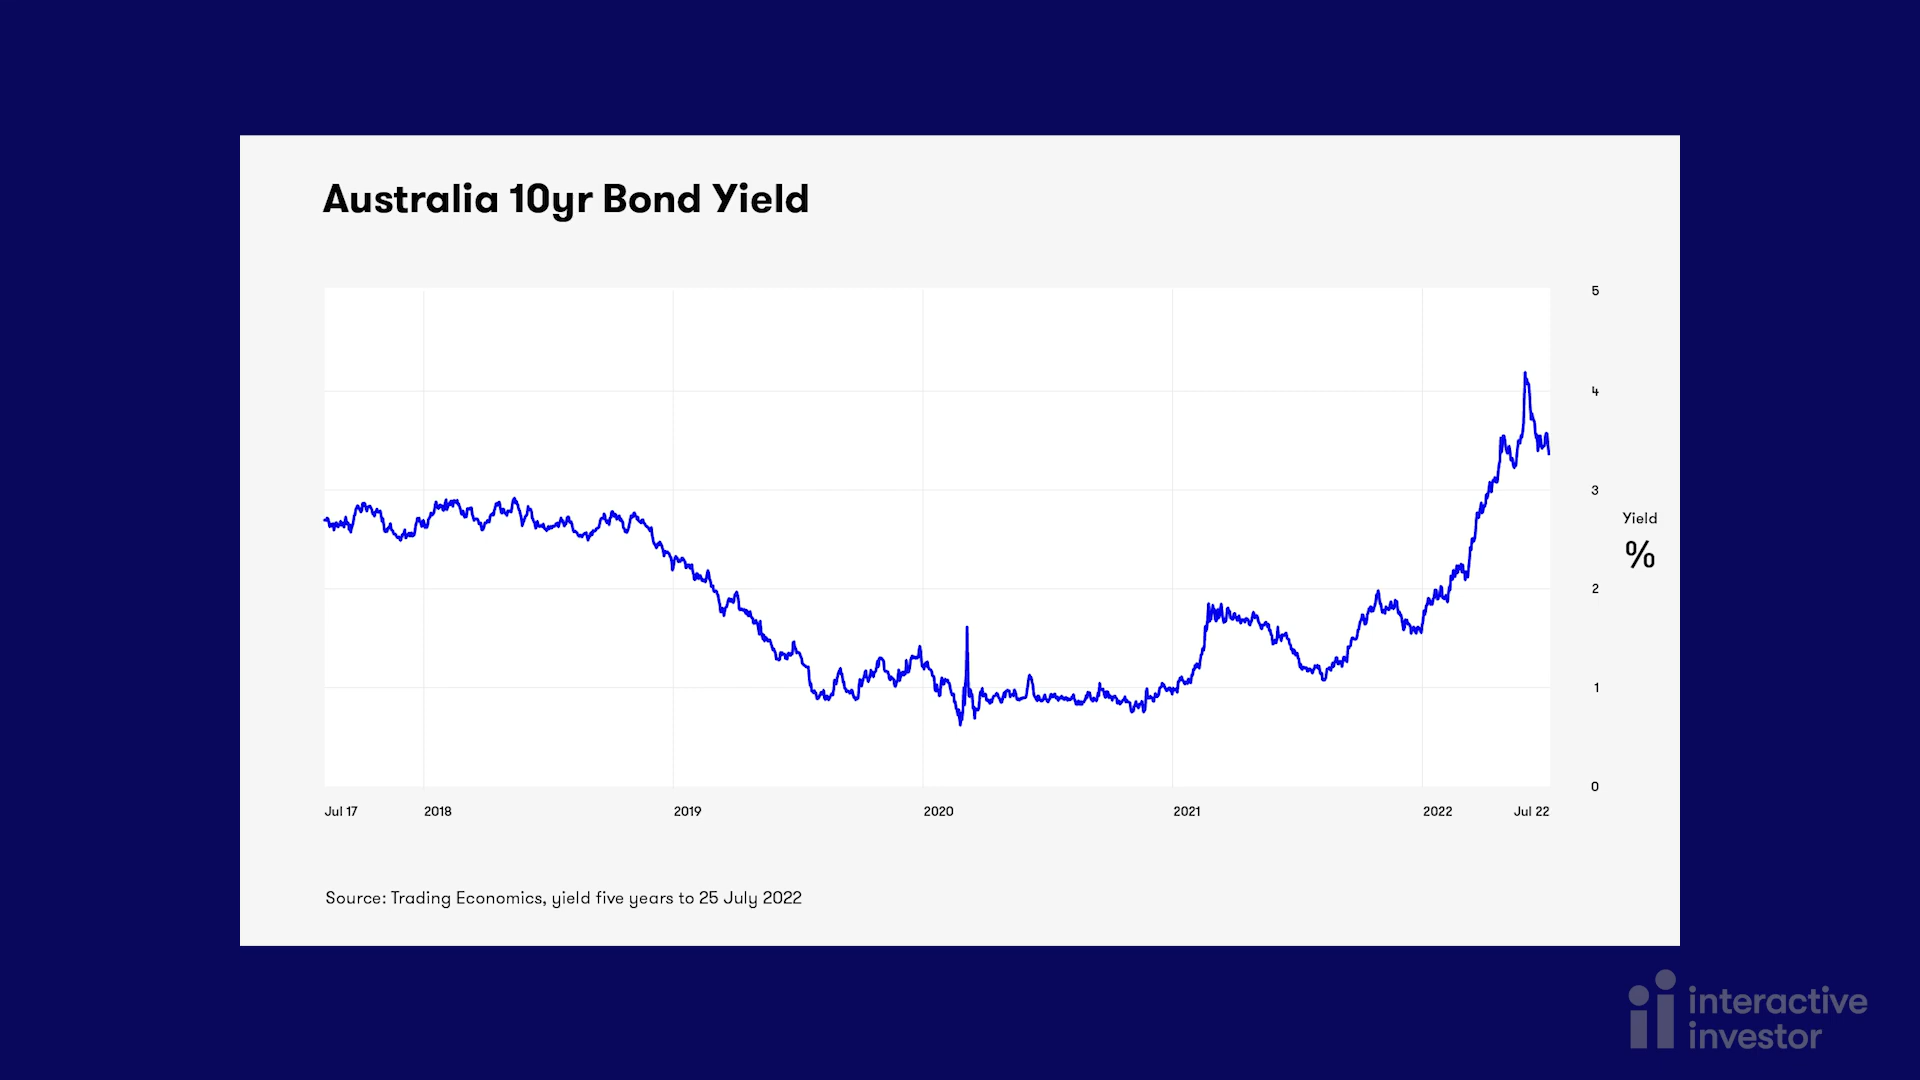 Australia 10yr Bond Yield
5
4
3
Yield
%
2
1
0
Jul 17 2018 2019 2020 2021 2022 Jul 22
Source: Trading Economics, yield five years to 25 July 2022
interactive
investor